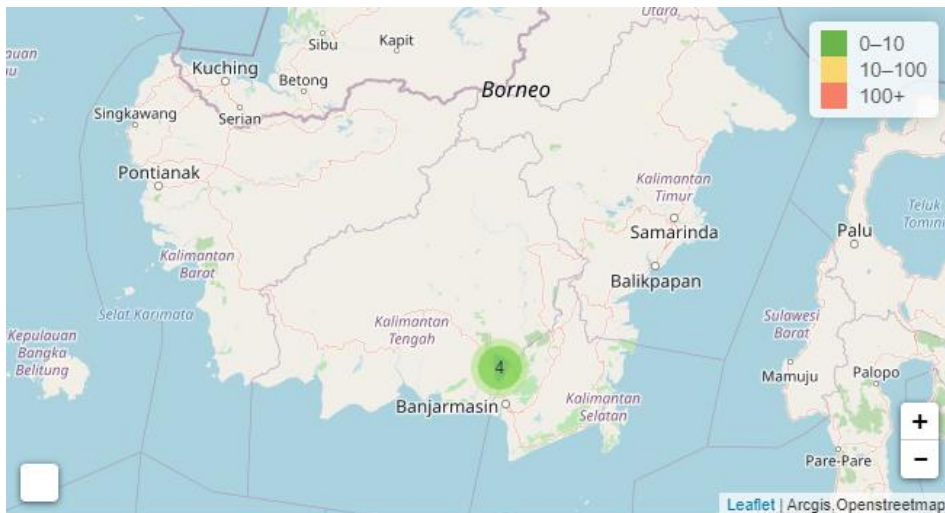 Utara
Sibu
Kapit
Kuching
Betong
Borneo
Serian
Singkawang
Pontianak
Kalimantan
Timur
Samarinda
Balikpapan
Kalimantan
Barat
Selat Karimata
Kepulauan
Bangka
Belitung
Kalimantan
Tengah
4
Banjarmasin
Kalimantan
Selatan
Palu
Teluk
Tomini
Sulawesi
Barat
Mamuju
Palopo
Pare-Pare
0–10
10–100
100+
+
−
Leaflet | Arcgis,Openstreetmap